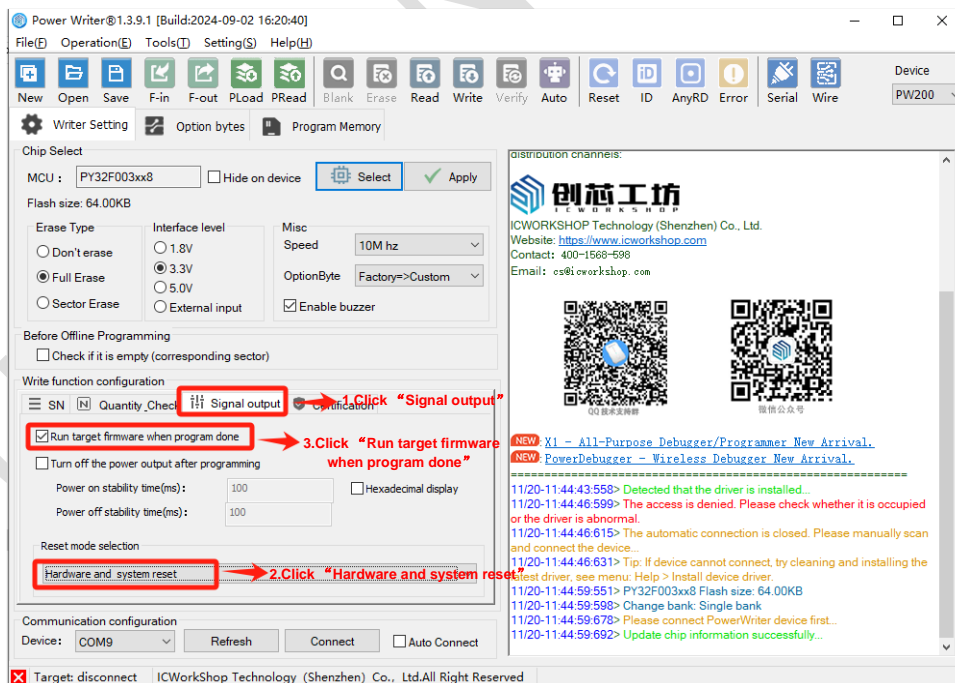 Power Writer®1.3.9.1 [Build:2024-09-02 16:20:40]
File(F) Operation(E) Tools(T) Setting(S) Help(H)
New Open Save F-in F-out PLoad PRead Blank Erase Read Write Verify Auto Reset ID AnyRD Error Serial Wire
Device
PW200
Writer Setting Option bytes Program Memory
Chip Select
MCU : PY32F003xx8 Hide on device Select Apply
Flash size: 64.00KB
Erase Type
Don't erase
Full Erase
Sector Erase
Interface level
1.8V
3.3V
5.0V
External input
Misc
Speed 10M hz
OptionByte Factory=>Custom
Enable buzzer
Before Offline Programming
Check if it is empty (corresponding sector)
Write function configuration
SN N Quantity_Check Signal output Certification
1.Click “Signal output”
Run target firmware when program done
3.Click “Run target firmware
when program done”
Turn off the power output after programming
Power on stability time(ms): 100 Hexadecimal display
Power off stability time(ms): 100
Reset mode selection
Hardware and system reset
2.Click “Hardware and system reset”
Communication configuration
Device: COM9 Refresh Connect Auto Connect
Target: disconnect ICWorkShop Technology (Shenzhen) Co., Ltd.All Right Reserved
distribution channels:
创芯工坊
ICWORKSHOP
ICWORKSHOP Technology (Shenzhen) Co., Ltd.
Website: https://www.icworkshop.com
Contact: 400-1568-598
Email: cs@icworkshop.com
QQ 技术支持群
微信公众号
NEW: X1 - All-Purpose Debugger/Programmer New Arrival.
NEW: PowerDebugger - Wireless Debugger New Arrival.
11/20-11:44:43:558> Detected that the driver is installed...
11/20-11:44:46:599> The access is denied. Please check whether it is occupied
or the driver is abnormal.
11/20-11:44:46:615> The automatic connection is closed. Please manually scan
and connect the device...
11/20-11:44:46:631> Tip: If device cannot connect, try cleaning and installing the
latest driver, see menu: Help > Install device driver.
11/20-11:44:59:551> PY32F003xx8 Flash size: 64.00KB
11/20-11:44:59:598> Change bank: Single bank
11/20-11:44:59:678> Please connect PowerWriter device first...
11/20-11:44:59:692> Update chip information successfully...